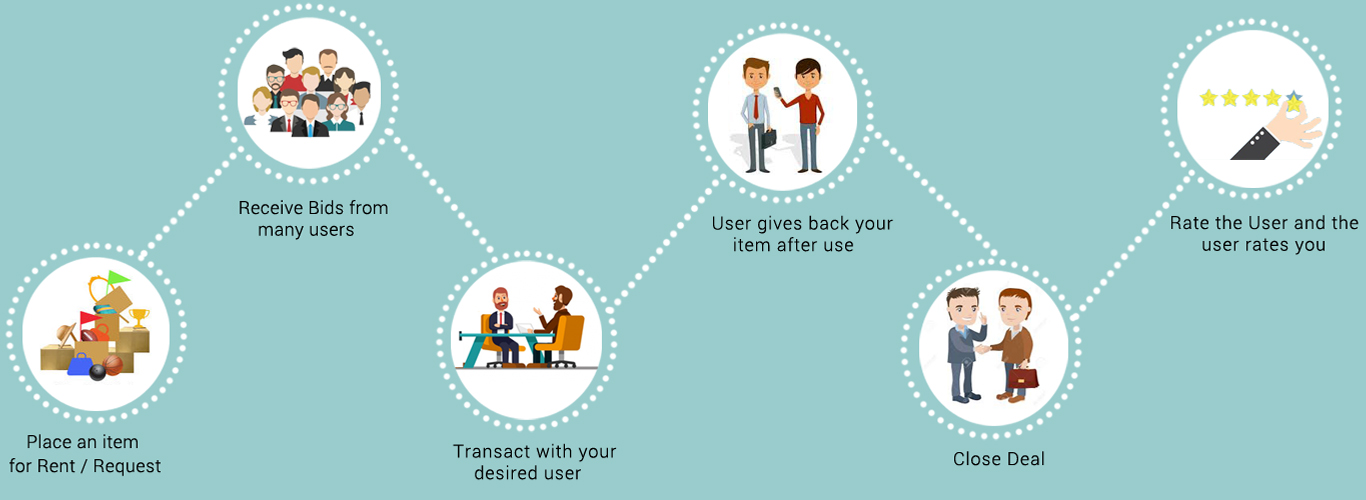 Place an item
for Rent / Request
Receive Bids from
many users
Transact with your
desired user
User gives back your
item after use
Close Deal
Rate the User and the
user rates you